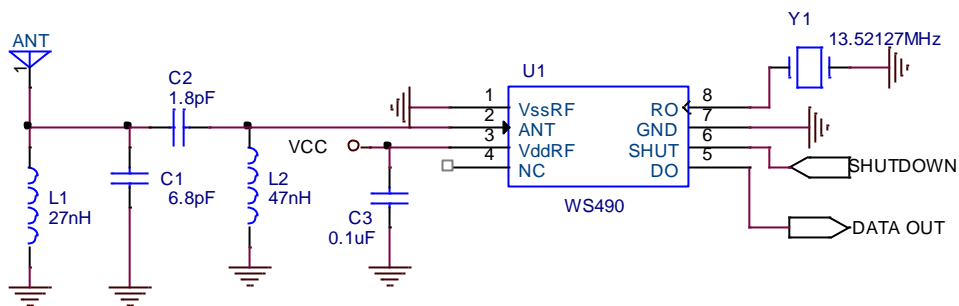 ANT
1
L1
27nH
C1
6.8pF
C2
1.8pF
L2
47nH
VCC
C3
0.1uF
U1
1 VssRF
2 ANT
3 VddRF
4 NC
RO 8
GND 7
SHUT 6
DO 5
WS490
Y1
13.52127MHz
SHUTDOWN
DATA OUT